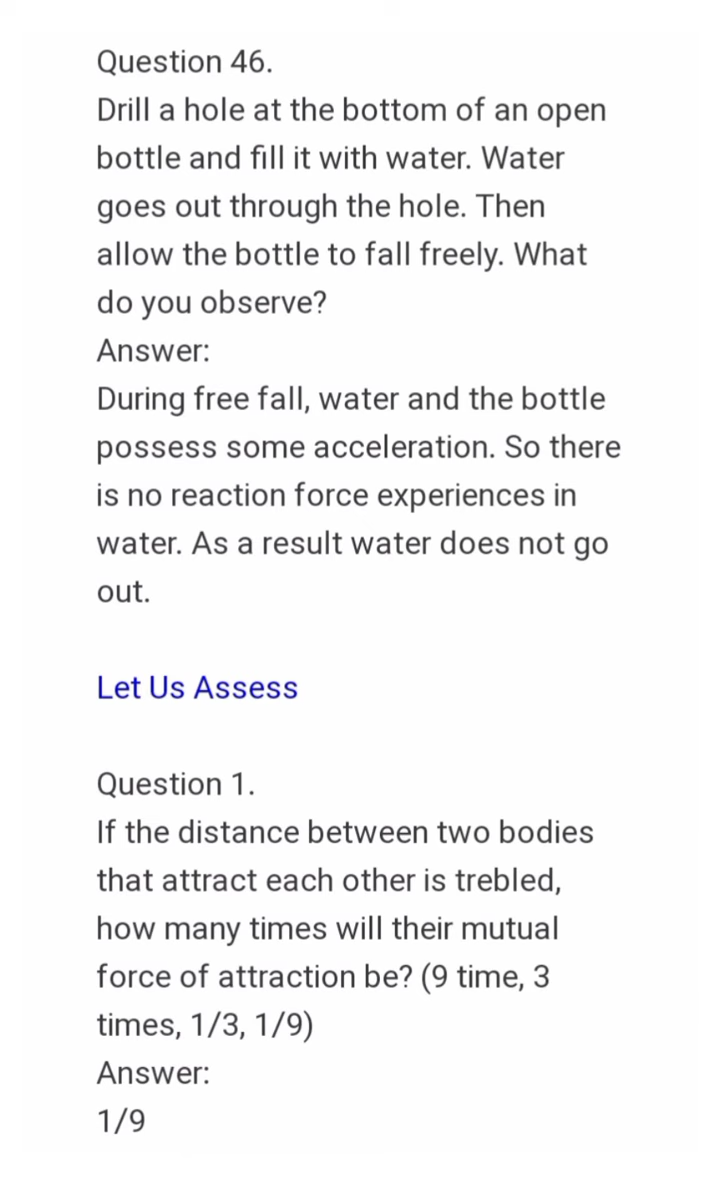 Question 46.
Drill a hole at the bottom of an open
bottle and fill it with water. Water
goes out through the hole. Then
allow the bottle to fall freely. What
do you observe?
Answer:
During free fall, water and the bottle
possess some acceleration. So there
is no reaction force experiences in
water. As a result water does not go
out.
Let Us Assess
Question 1.
If the distance between two bodies
that attract each other is trebled,
how many times will their mutual
force of attraction be? (9 time, 3
times, 1/3, 1/9)
Answer:
1/9